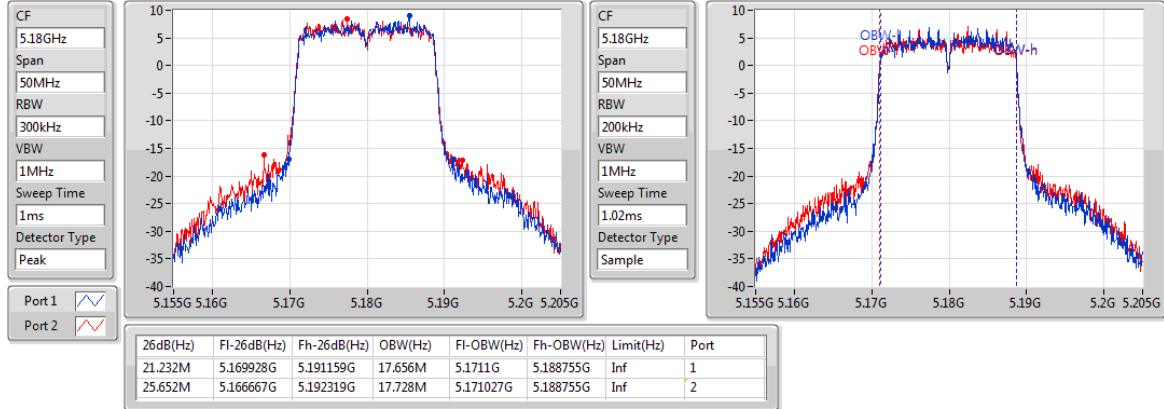 CF
5.18GHz
Span
50MHz
RBW
300kHz
VBW
1MHz
Sweep Time
1ms
Detector Type
Peak
Port 1
Port 2
10
5
0
-5
-10
-15
-20
-25
-30
-35
-40
5.155G 5.16G 5.17G 5.18G 5.19G 5.2G 5.205G
CF
5.18GHz
Span
50MHz
RBW
200kHz
VBW
1MHz
Sweep Time
1.02ms
Detector Type
Sample
10
5
0
-5
-10
-15
-20
-25
-30
-35
-40
OBW-h
5.155G 5.16G 5.17G 5.18G 5.19G 5.2G 5.205G
26dB(Hz) Fl-26dB(Hz) Fh-26dB(Hz) OBW(Hz) Fl-OBW(Hz) Fh-OBW(Hz) Limit(Hz) Port
21.232M 5.169928G 5.191159G 17.656M 5.1711G 5.188755G Inf 1
25.652M 5.166667G 5.192319G 17.728M 5.171027G 5.188755G Inf 2